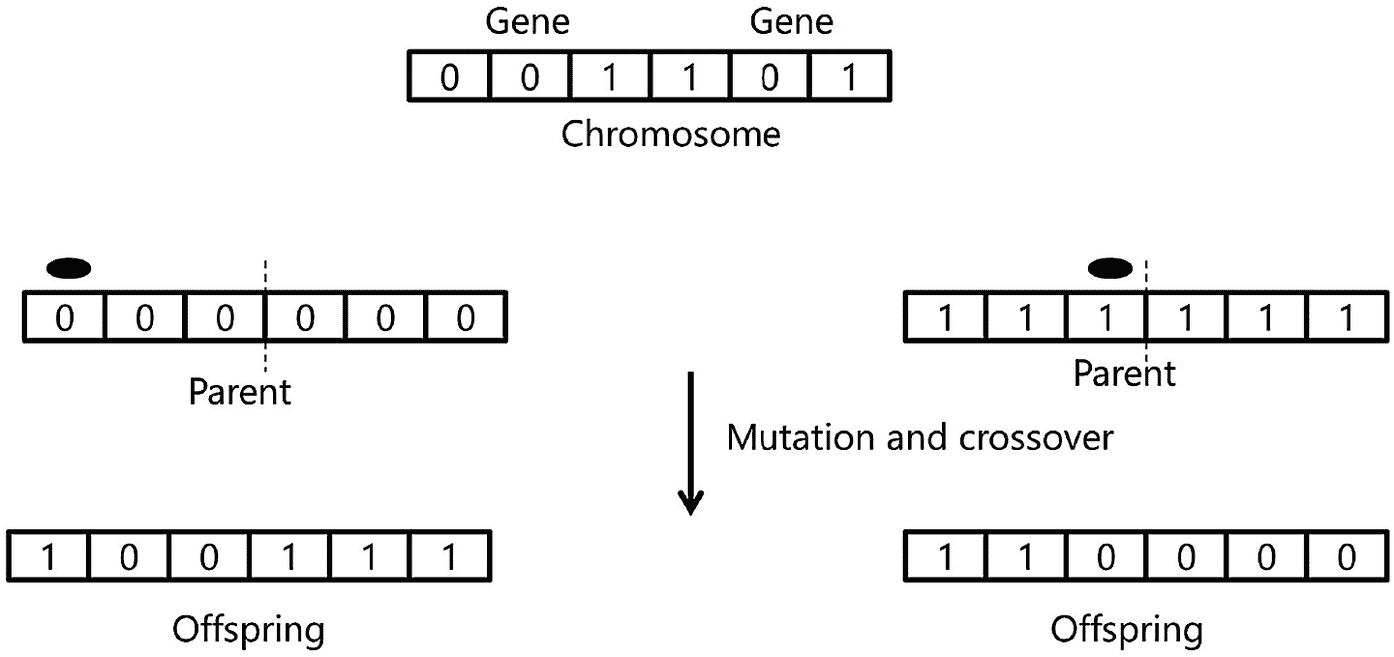 Gene Gene
0 0 1 1 0 1
Chromosome
0 0 0 0 0 0 1 1 1 1 1 1
Parent Parent
Mutation and crossover
1 0 0 1 1 1 1 1 0 0 0 0
Offspring Offspring